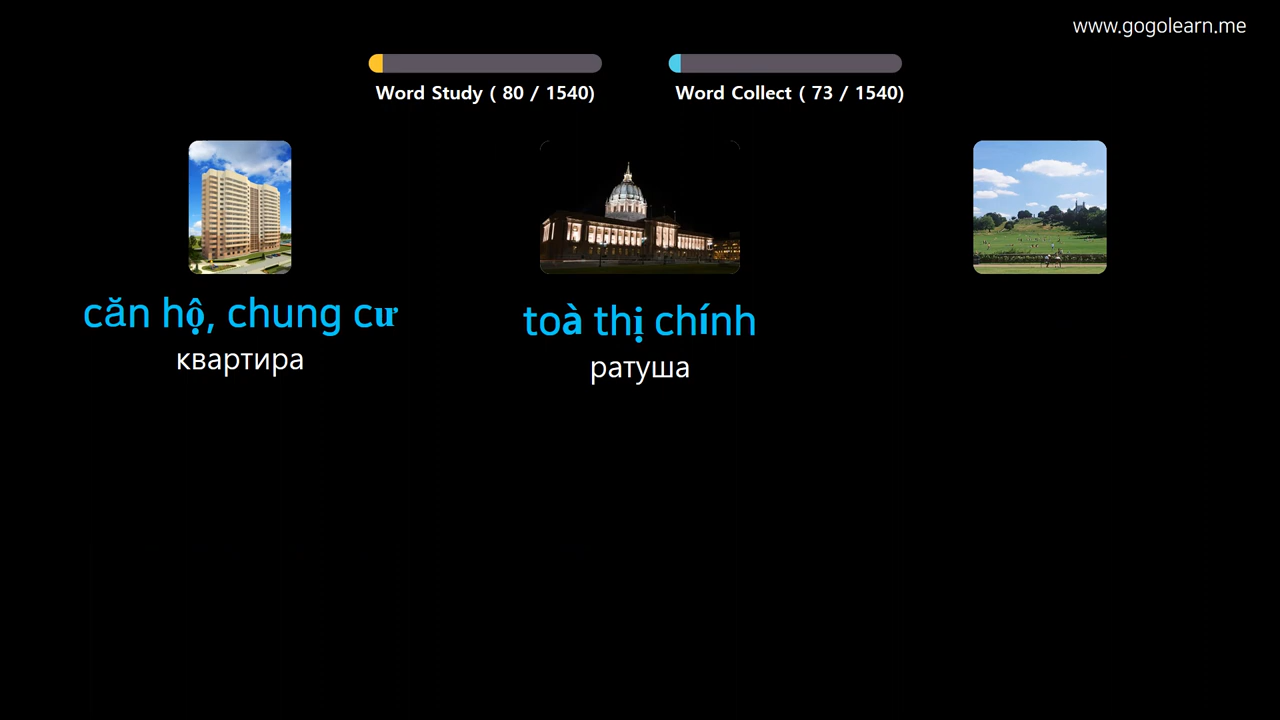 www.gogolearn.me
Word Study ( 80 / 1540)
Word Collect ( 73 / 1540)
căn hộ, chung cư
квартира
toà thị chính
ратуша